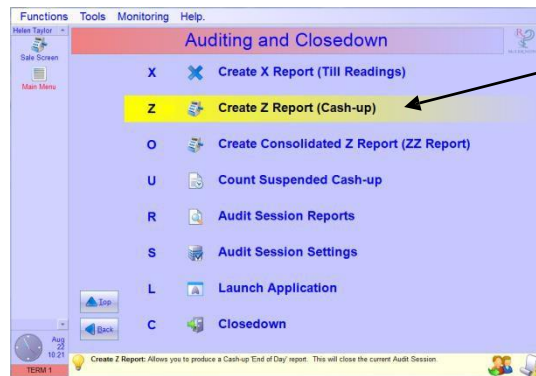 Functions Tools Monitoring Help.
Helen Taylor
Auditing and Closedown
Sale Screen
Main Menu
X Create X Report (Till Readings)
Z Create Z Report (Cash-up)
O Create Consolidated Z Report (ZZ Report)
U Count Suspended Cash-up
R Audit Session Reports
S Audit Session Settings
L Launch Application
Top
C Closedown
Back
Aug
22
10:21
TERM 1
Create Z Report: Allows you to produce a Cash-up 'End of Day' report. This will close the current Audit Session